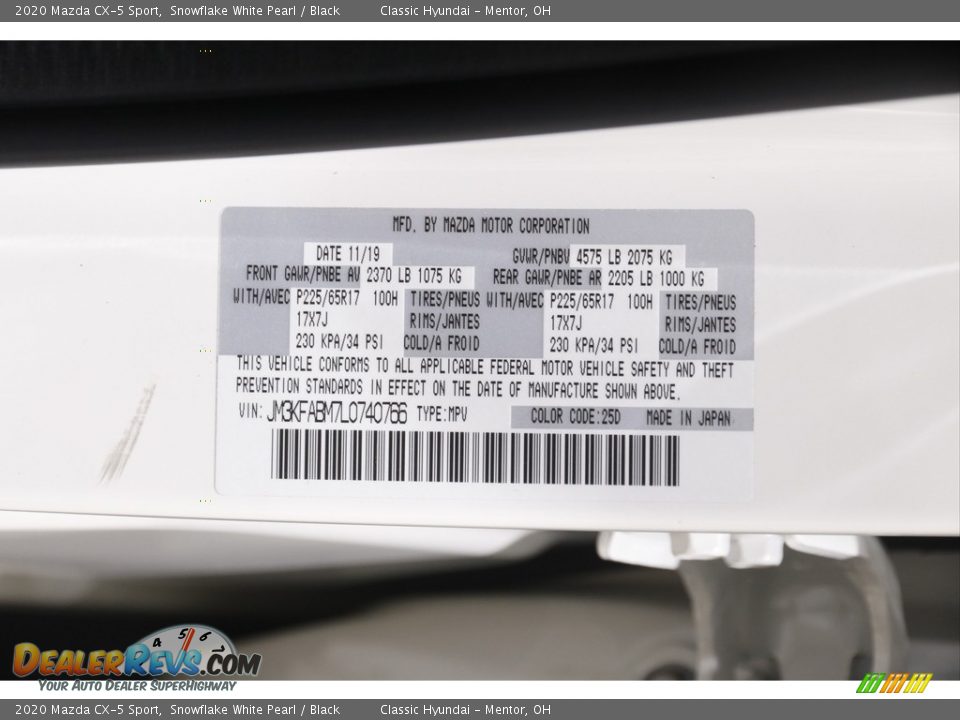 2020 Mazda CX-5 Sport, Snowflake White Pearl / Black Classic Hyundai - Mentor, OH
MFD. BY MAZDA MOTOR CORPORATION
DATE 11/19 GVWR/PNBV 4575 LB 2075 KG
FRONT GAWR/PNBE AV 2370 LB 1075 KG REAR GAWR/PNBE AR 2205 LB 1000 KG
WITH/AVEC P225/65R17 100H TIRES/PNEUS WITH/AVEC P225/65R17 100H TIRES/PNEUS
17X7J RIMS/JANTES 17X7J RIMS/JANTES
230 KPA/34 PSI COLD/A FROID 230 KPA/34 PSI COLD/A FROID
THIS VEHICLE CONFORMS TO ALL APPLICABLE FEDERAL MOTOR VEHICLE SAFETY AND THEFT
PREVENTION STANDARDS IN EFFECT ON THE DATE OF MANUFACTURE SHOWN ABOVE.
VIN: JM3KFABM7L0740766 TYPE:MPV COLOR CODE:25D MADE IN JAPAN
4 5 6
DEALERREVS.COM
YOUR AUTO DEALER SUPERHIGHWAY
2020 Mazda CX-5 Sport, Snowflake White Pearl / Black Classic Hyundai - Mentor, OH